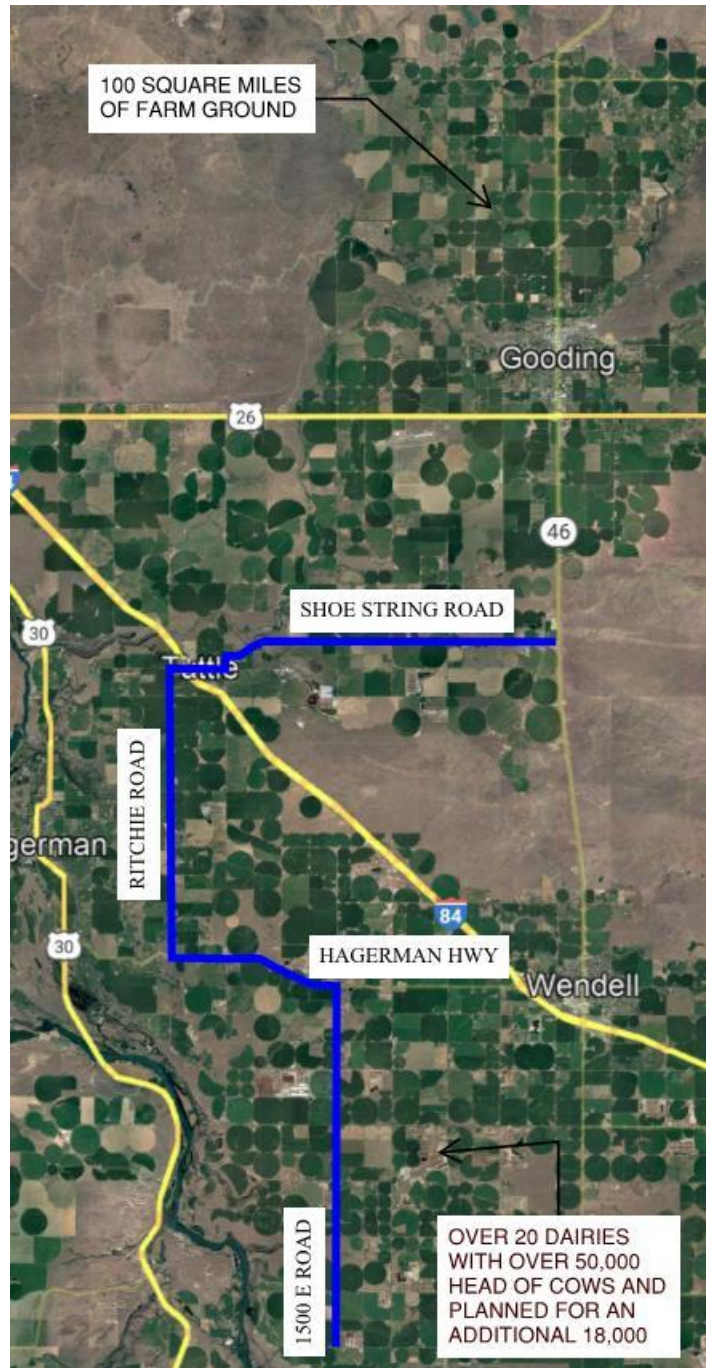 100 SQUARE MILES
OF FARM GROUND
Gooding
26
46
SHOE STRING ROAD
30
Tuttle
RITCHIE ROAD
german
84
30
HAGERMAN HWY
Wendell
1500 E ROAD
OVER 20 DAIRIES
WITH OVER 50,000
HEAD OF COWS AND
PLANNED FOR AN
ADDITIONAL 18,000